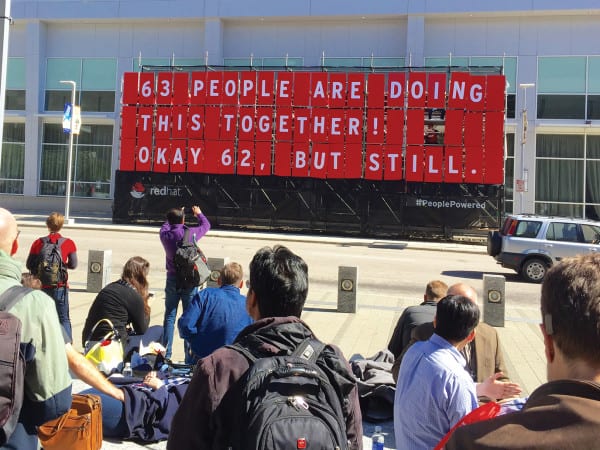 63 PEOPLE ARE DOING
THIS TOGETHER!
OKAY 62, BUT STILL.
redhat
#PeoplePowered